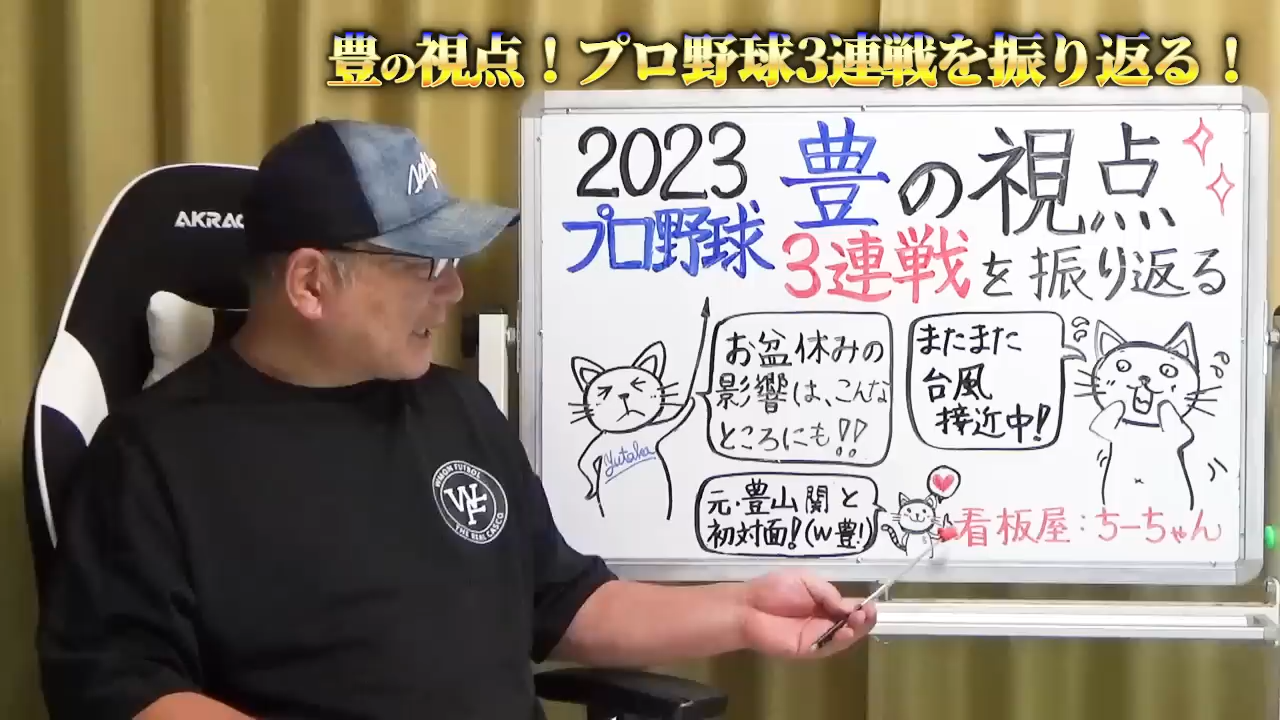 豊の視点！プロ野球3連戦を振り返る！
2023 豊の視点
プロ野球 3連戦を振り返る
お盆休みの
影響は、こんな
ところにも!!
またまた
台風
接近中!
Yutaka
元・豊山関と
初対面!(W豊!)
看板屋：ちーちゃん
AKRAC
WF
THE REAL CASCO